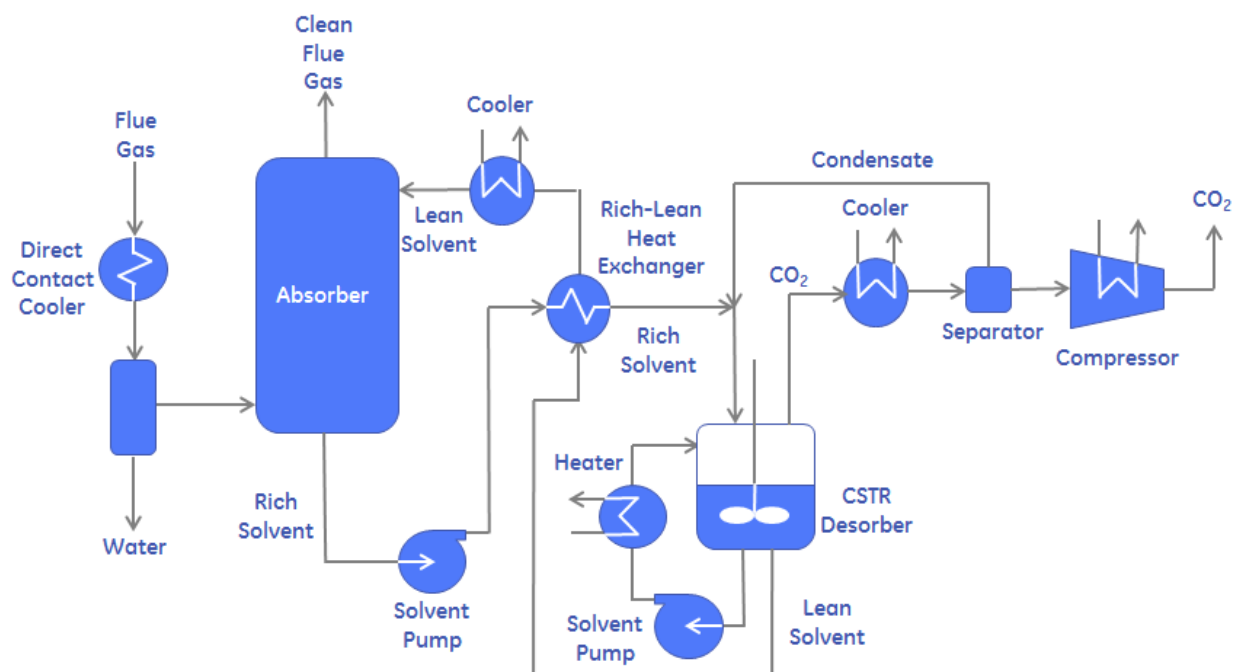 Clean
Flue
Gas
Flue
Gas
Cooler
Condensate
CO₂
Cooler
Lean
Solvent
Rich-Lean
Heat
Exchanger
Direct
Contact
Cooler
Absorber
CO₂
Separator
Rich
Solvent
Compressor
Heater
CSTR
Desorber
Rich
Solvent
Water
Solvent
Pump
Solvent
Pump
Lean
Solvent